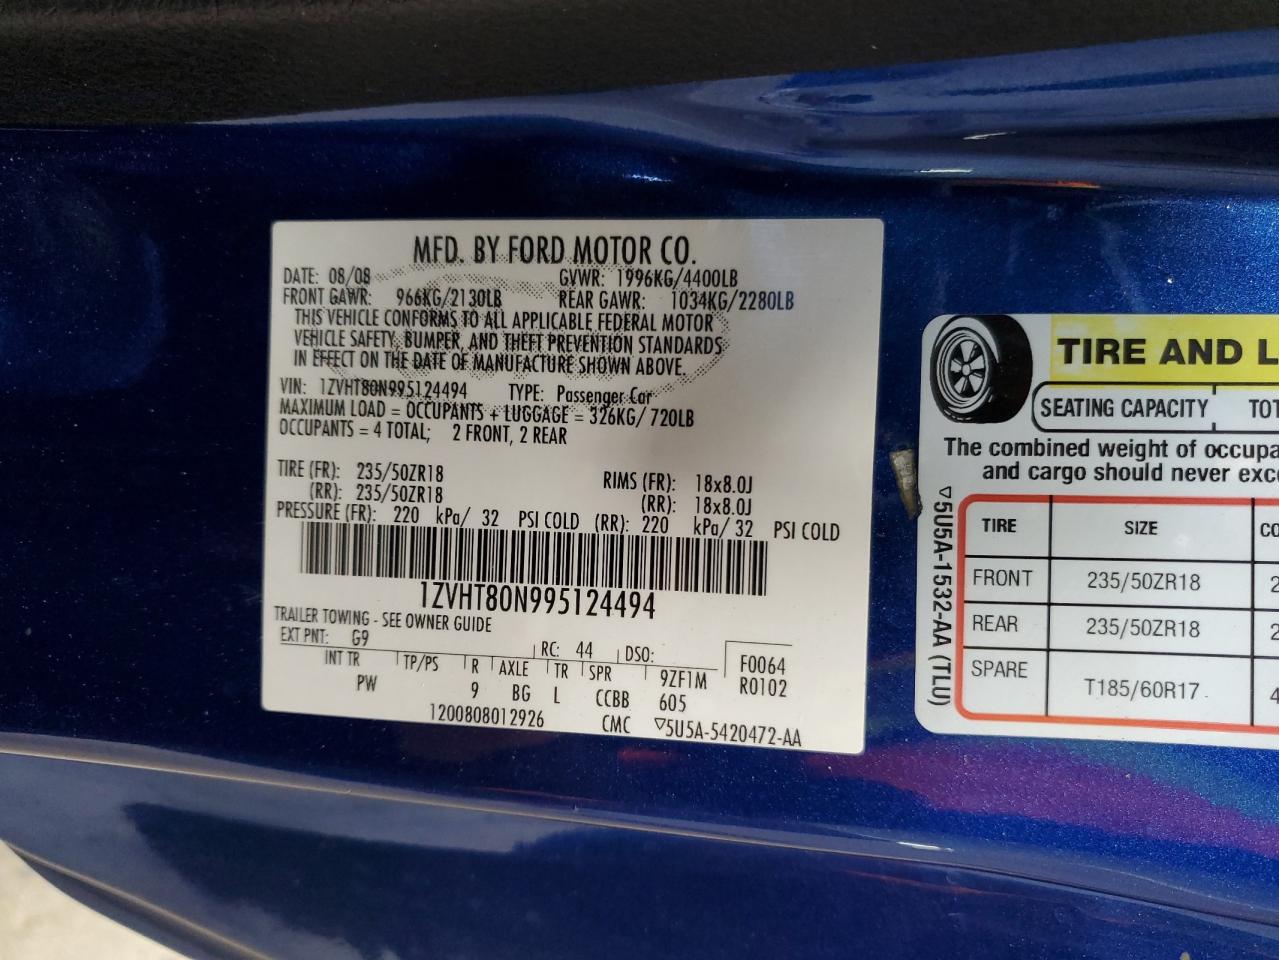 MFD. BY FORD MOTOR CO.
DATE: 08/08 GVWR: 1996KG/4400LB
FRONT GAWR: 966KG/2130LB REAR GAWR: 1034KG/2280LB
THIS VEHICLE CONFORMS TO ALL APPLICABLE FEDERAL MOTOR
VEHICLE SAFETY, BUMPER, AND THEFT PREVENTION STANDARDS
IN EFFECT ON THE DATE OF MANUFACTURE SHOWN ABOVE.
VIN: 1ZVHT80N995124494 TYPE: Passenger Car
MAXIMUM LOAD = OCCUPANTS + LUGGAGE = 326KG/ 720LB
OCCUPANTS = 4 TOTAL; 2 FRONT, 2 REAR
TIRE (FR): 235/50ZR18 RIMS (FR): 18x8.0J
(RR): 235/50ZR18 (RR): 18x8.0J
PRESSURE (FR): 220 kPa/ 32 PSI COLD (RR): 220 kPa/ 32 PSI COLD
1ZVHT80N995124494
TRAILER TOWING - SEE OWNER GUIDE
EXT PNT: G9 RC: 44 DSO: F0064
INT TR TP/PS R AXLE TR SPR 9ZF1M R0102
PW 9 BG L CCBB 605
1200808012926 CMC ▽5U5A-5420472-AA
TIRE AND L
SEATING CAPACITY TOT
The combined weight of occupa
and cargo should never exce
TIRE SIZE CO
FRONT 235/50ZR18 2
REAR 235/50ZR18 2
SPARE T185/60R17 4
▽5U5A-1532-AA (TLU)